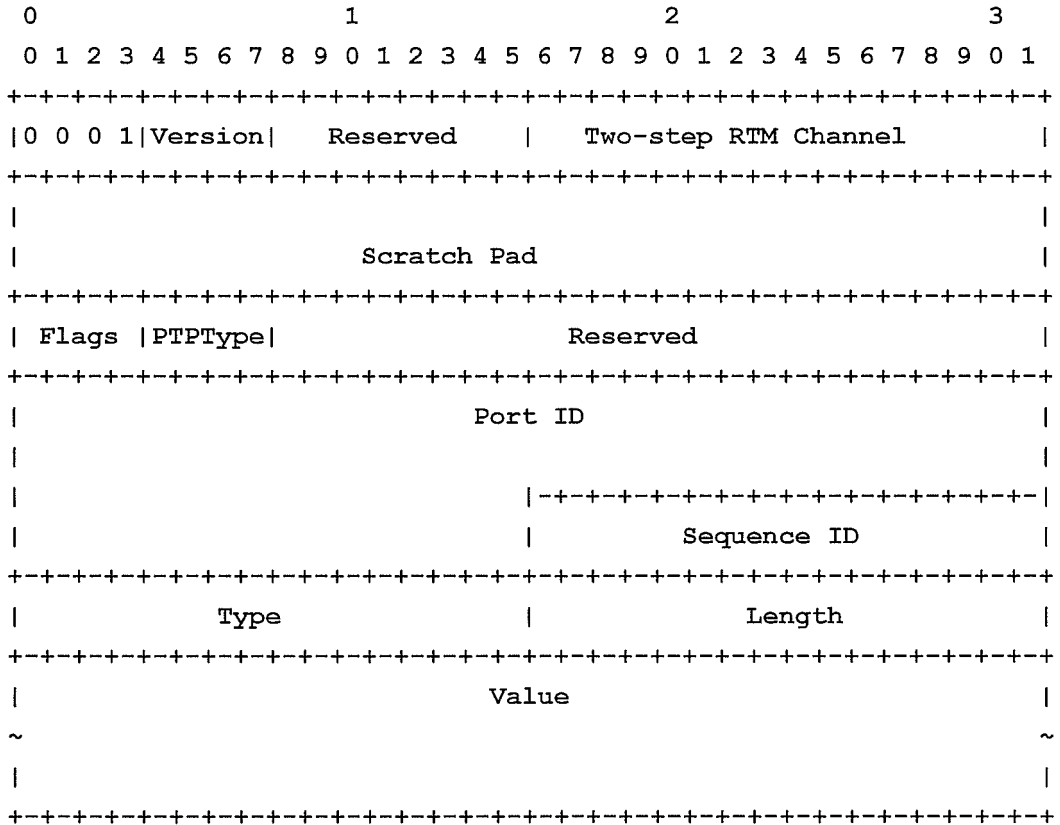 0                   1                   2                   3
0 1 2 3 4 5 6 7 8 9 0 1 2 3 4 5 6 7 8 9 0 1 2 3 4 5 6 7 8 9 0 1
+-+-+-+-+-+-+-+-+-+-+-+-+-+-+-+-+-+-+-+-+-+-+-+-+-+-+-+-+-+-+-+-+
|0 0 0 1|Version|   Reserved    |   Two-step RTM Channel        |
+-+-+-+-+-+-+-+-+-+-+-+-+-+-+-+-+-+-+-+-+-+-+-+-+-+-+-+-+-+-+-+-+
|                                                               |
|                     Scratch Pad                               |
+-+-+-+-+-+-+-+-+-+-+-+-+-+-+-+-+-+-+-+-+-+-+-+-+-+-+-+-+-+-+-+-+
| Flags |PTPType|                  Reserved                     |
+-+-+-+-+-+-+-+-+-+-+-+-+-+-+-+-+-+-+-+-+-+-+-+-+-+-+-+-+-+-+-+-+
|                            Port ID                            |
|                                                               |
|                               |-+-+-+-+-+-+-+-+-+-+-+-+-+-+-+-|
|                               |         Sequence ID           |
+-+-+-+-+-+-+-+-+-+-+-+-+-+-+-+-+-+-+-+-+-+-+-+-+-+-+-+-+-+-+-+-+
|            Type               |             Length            |
+-+-+-+-+-+-+-+-+-+-+-+-+-+-+-+-+-+-+-+-+-+-+-+-+-+-+-+-+-+-+-+-+
|                             Value                             |
~                                                               ~
|                                                               |
+-+-+-+-+-+-+-+-+-+-+-+-+-+-+-+-+-+-+-+-+-+-+-+-+-+-+-+-+-+-+-+-+